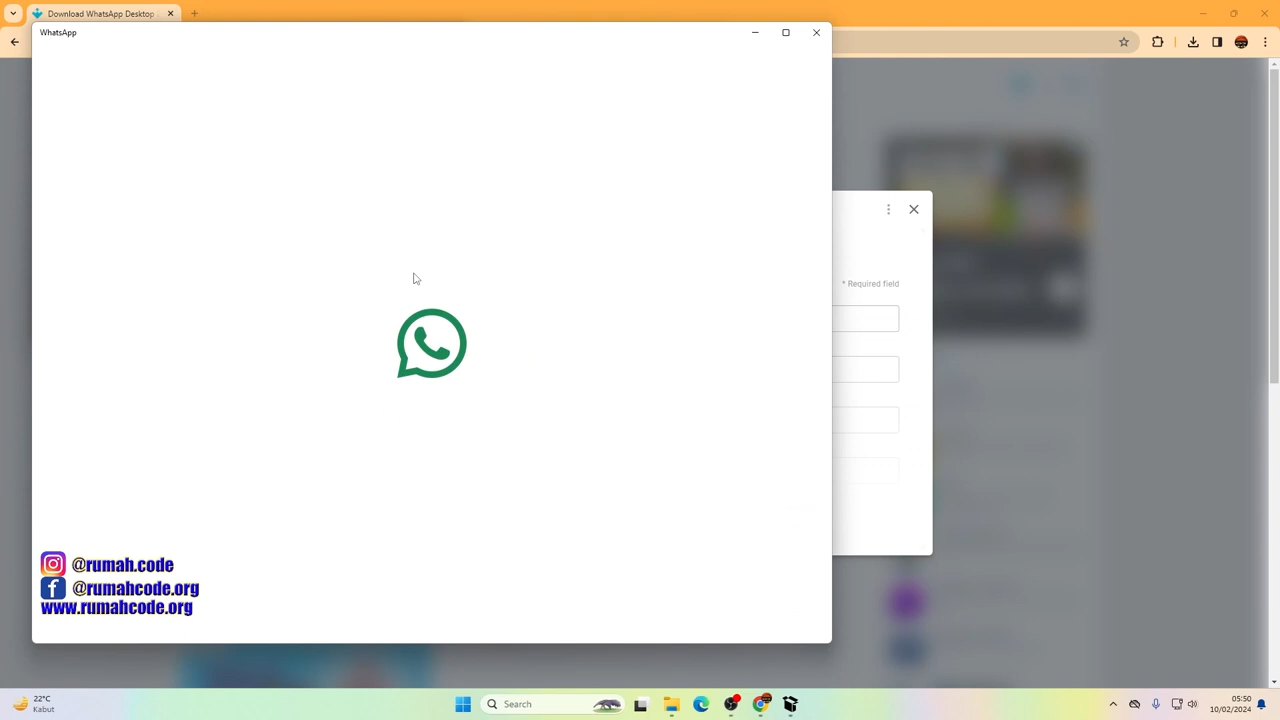 Download WhatsApp Desktop
WhatsApp
* Required field
@rumah.code
@rumahcode.org
www.rumahcode.org
22°C
Kabut
Search
05:50
10/02/2024